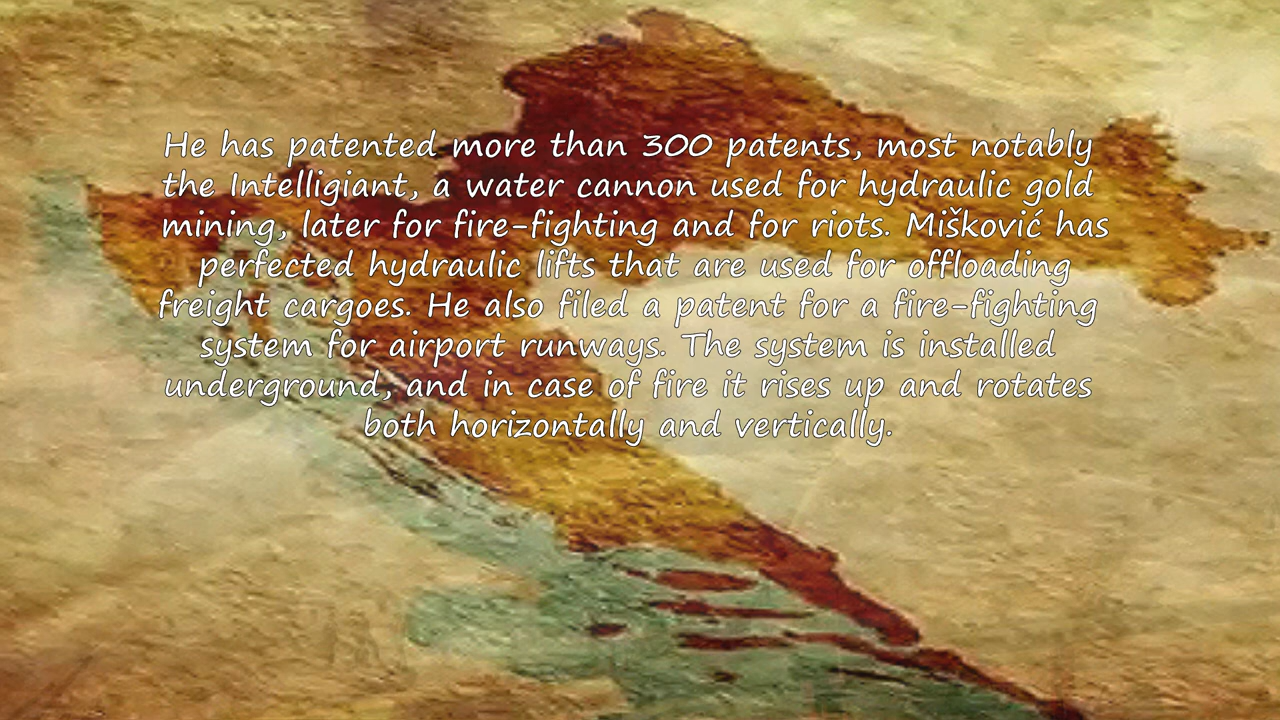 He has patented more than 300 patents, most notably
the Intelligiant, a water cannon used for hydraulic gold
mining, later for fire-fighting and for riots. Mišković has
perfected hydraulic lifts that are used for offloading
freight cargoes. He also filed a patent for a fire-fighting
system for airport runways. The system is installed
underground, and in case of fire it rises up and rotates
both horizontally and vertically.